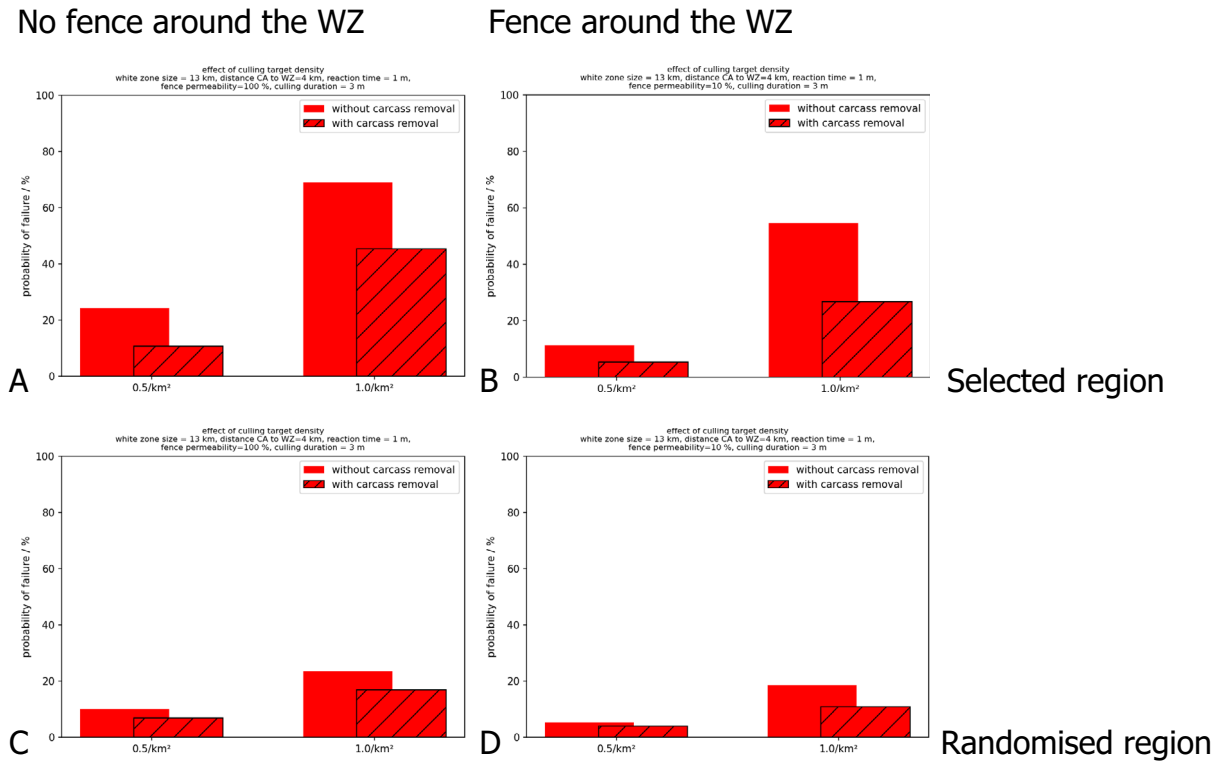 No fence around the WZ
Fence around the WZ
effect of culling target density
white zone size = 13 km, distance CA to WZ=4 km, reaction time = 1 m,
fence permeability=100 %, culling duration = 3 m
100
80
60
40
20
0
probability of failure / %
without carcass removal
with carcass removal
0.5/km²
1.0/km²
A
effect of culling target density
white zone size = 13 km, distance CA to WZ=4 km, reaction time = 1 m,
fence permeability=10 %, culling duration = 3 m
100
80
60
40
20
0
probability of failure / %
without carcass removal
with carcass removal
0.5/km²
1.0/km²
B
Selected region
effect of culling target density
white zone size = 13 km, distance CA to WZ=4 km, reaction time = 1 m,
fence permeability=100 %, culling duration = 3 m
100
80
60
40
20
0
probability of failure / %
without carcass removal
with carcass removal
0.5/km²
1.0/km²
C
effect of culling target density
white zone size = 13 km, distance CA to WZ=4 km, reaction time = 1 m,
fence permeability=10 %, culling duration = 3 m
100
80
60
40
20
0
probability of failure / %
without carcass removal
with carcass removal
0.5/km²
1.0/km²
D
Randomised region